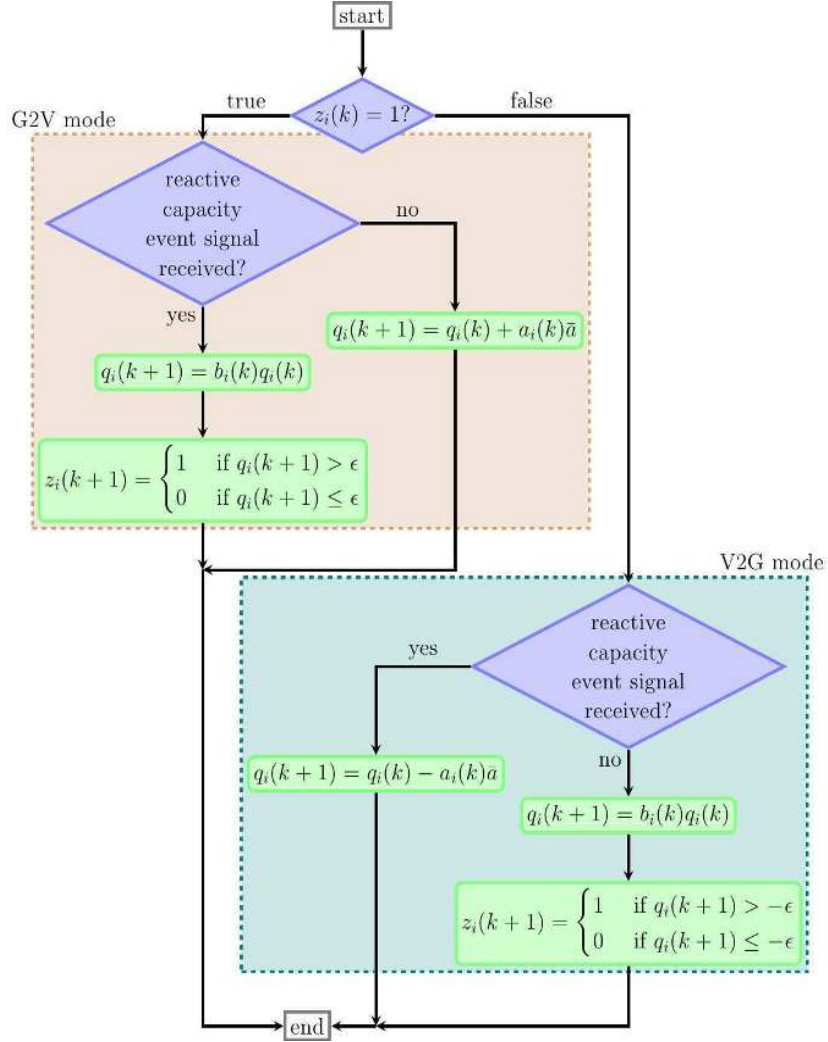 start
z_i(k) = 1?
true
false
G2V mode
reactive
capacity
event signal
received?
no
yes
q_i(k + 1) = q_i(k) + a_i(k)ā
q_i(k + 1) = b_i(k)q_i(k)
z_i(k + 1) = { 1 if q_i(k + 1) > ϵ
0 if q_i(k + 1) ≤ ϵ
V2G mode
reactive
capacity
event signal
received?
yes
no
q_i(k + 1) = q_i(k) − a_i(k)ā
q_i(k + 1) = b_i(k)q_i(k)
z_i(k + 1) = { 1 if q_i(k + 1) > −ϵ
0 if q_i(k + 1) ≤ −ϵ
end